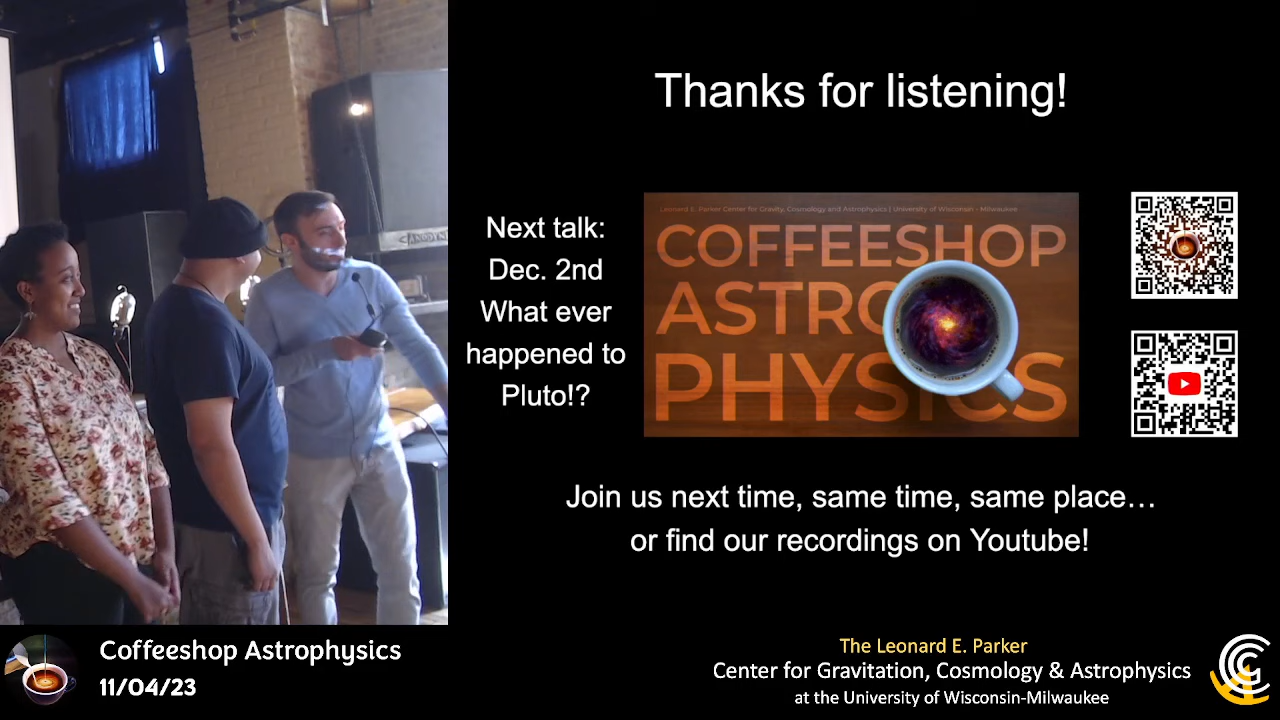 Thanks for listening!
Next talk:
Dec. 2nd
What ever
happened to
Pluto!?
Leonard E. Parker Center for Gravity, Cosmology and Astrophysics | University of Wisconsin - Milwaukee
COFFEESHOP
ASTRO
PHYSICS
Join us next time, same time, same place…
or find our recordings on Youtube!
Coffeeshop Astrophysics
11/04/23
The Leonard E. Parker
Center for Gravitation, Cosmology & Astrophysics
at the University of Wisconsin-Milwaukee